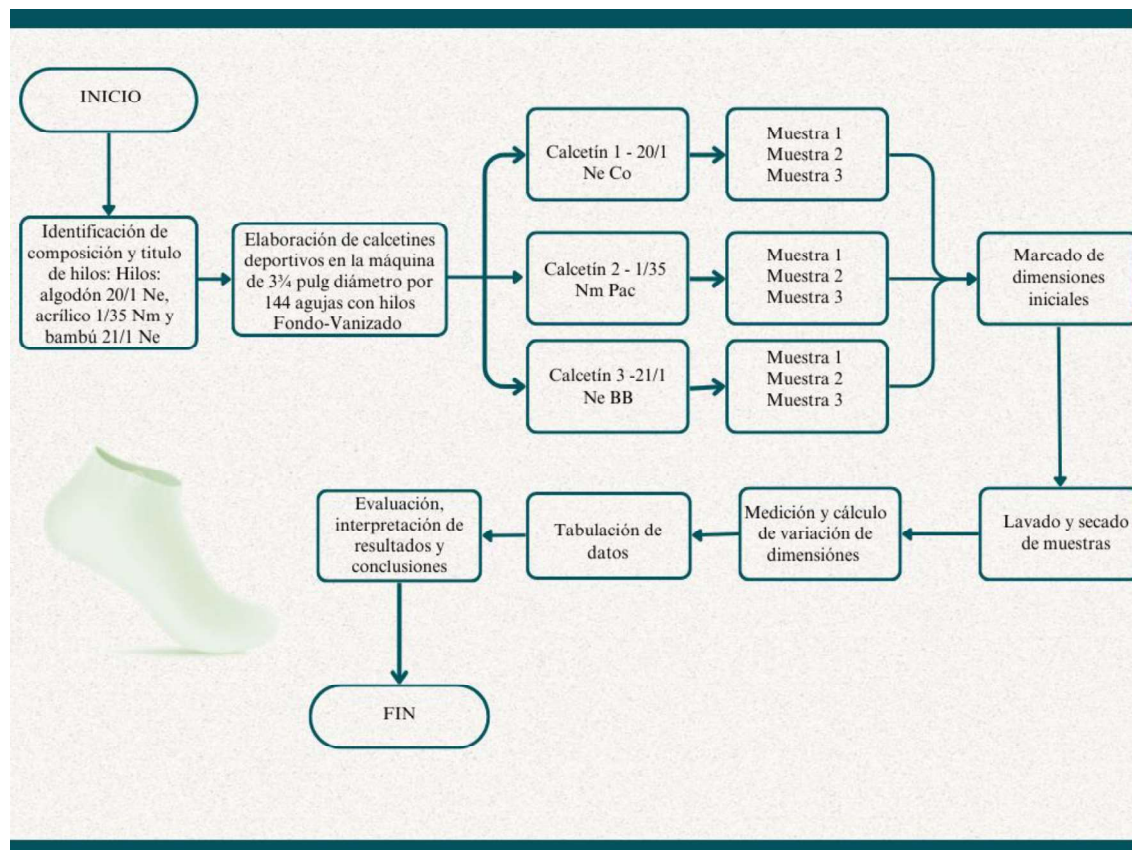 INICIO
Identificación de
composición y titulo
de hilos: Hilos:
algodón 20/1 Ne,
acrílico 1/35 Nm y
bambú 21/1 Ne
Elaboración de calcetines
deportivos en la máquina
de 3¾ pulg diámetro por
144 agujas con hilos
Fondo-Vanizado
Calcetín 1 - 20/1
Ne Co
Muestra 1
Muestra 2
Muestra 3
Calcetín 2 - 1/35
Nm Pac
Muestra 1
Muestra 2
Muestra 3
Calcetín 3 -21/1
Ne BB
Muestra 1
Muestra 2
Muestra 3
Marcado de
dimensiones
iniciales
Lavado y secado
de muestras
Medición y cálculo
de variación de
dimensiónes
Tabulación de
datos
Evaluación,
interpretación de
resultados y
conclusiones
FIN